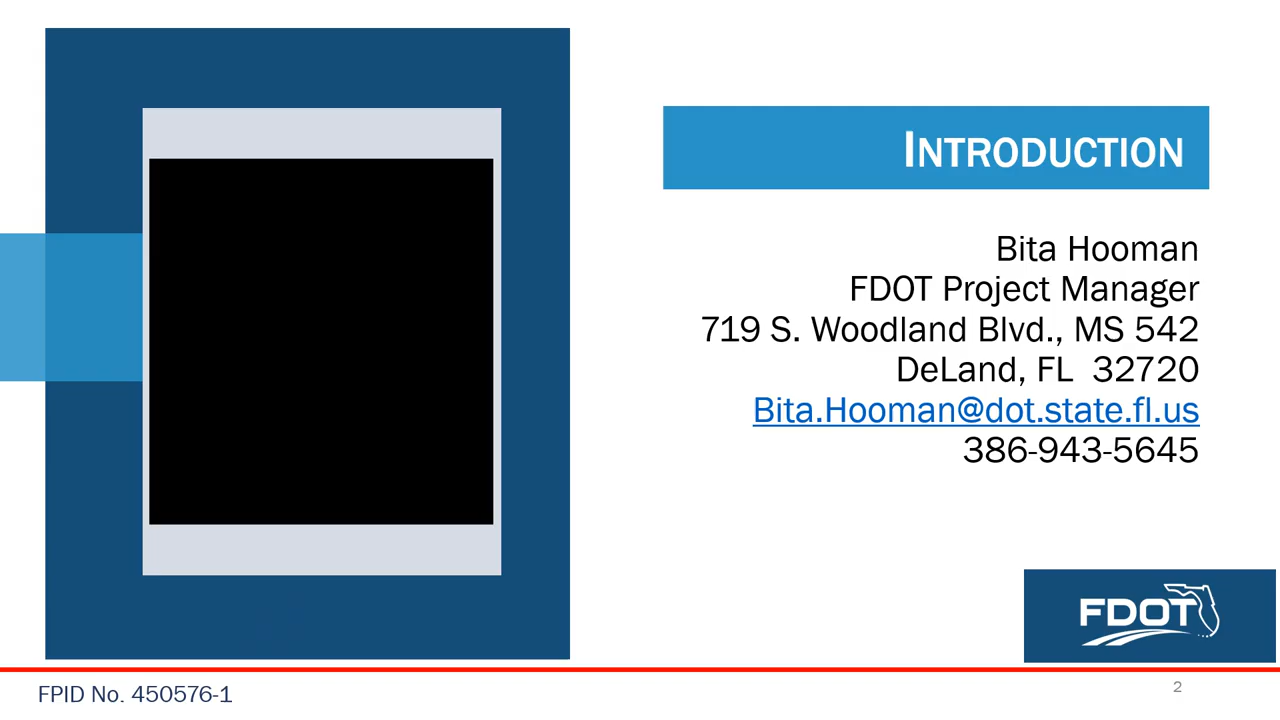 INTRODUCTION
Bita Hooman
FDOT Project Manager
719 S. Woodland Blvd., MS 542
DeLand, FL  32720
Bita.Hooman@dot.state.fl.us
386-943-5645
FDOT
FPID No. 450576-1
2